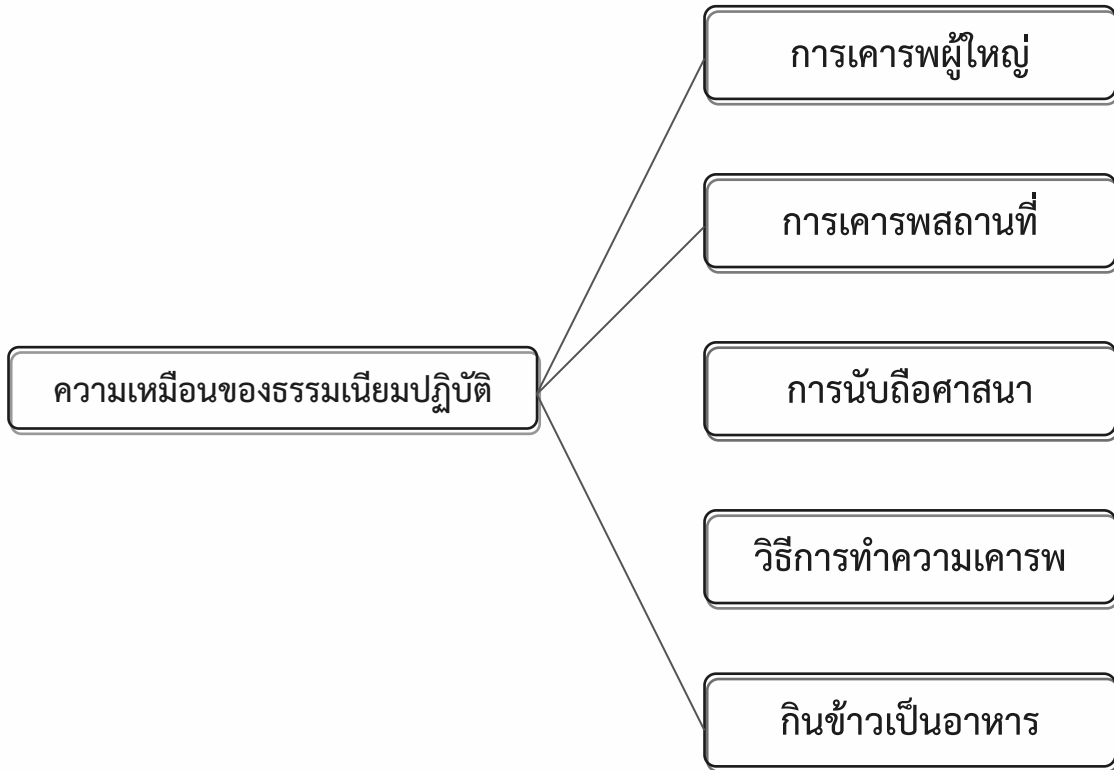 การเคารพผู้ใหญ่
การเคารพสถานที่
ความเหมือนของธรรมเนียมปฏิบัติ
การนับถือศาสนา
วิธีการทำความเคารพ
กินข้าวเป็นอาหาร